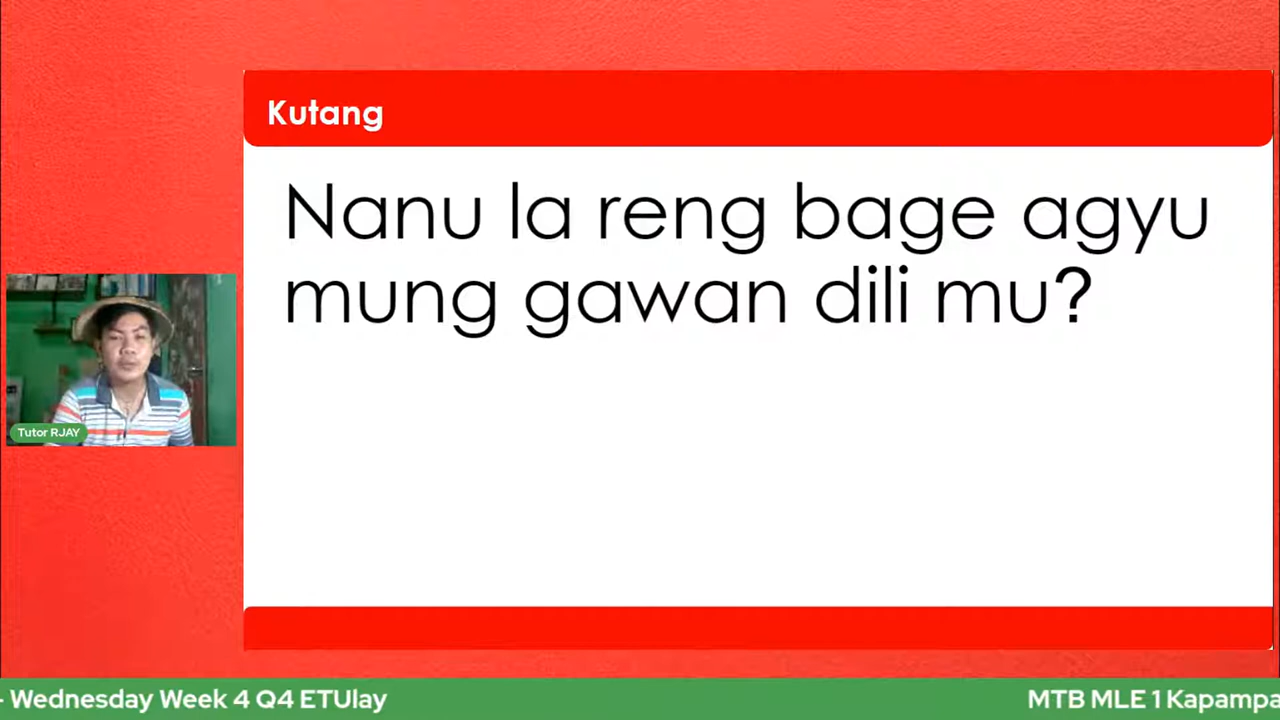 Kutang
Nanu la reng bage agyu
mung gawan dili mu?
Tutor RJAY
- Wednesday Week 4 Q4 ETUlay
MTB MLE 1 Kapampa